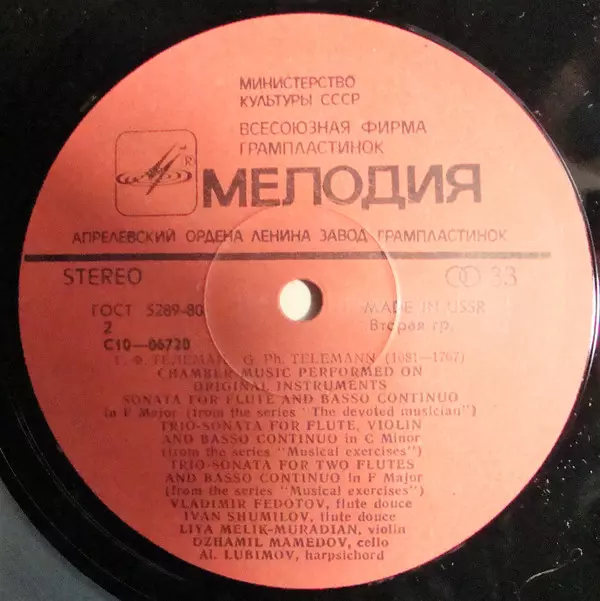 МИНИСТЕРСТВО
КУЛЬТУРЫ СССР
ВСЕСОЮЗНАЯ ФИРМА
ГРАМПЛАСТИНОК
®
МЕЛОДИЯ
АПРЕЛЕВСКИЙ ОРДЕНА ЛЕНИНА ЗАВОД ГРАМПЛАСТИНОК
STEREO 33
ГОСТ 5289-80 MADE IN USSR
2 Вторая гр.
С10—06720
Г. Ф. ТЕЛЕМАН G. Ph. TELEMANN (1681—1767)
CHAMBER MUSIC PERFORMED ON
ORIGINAL INSTRUMENTS
SONATA FOR FLUTE AND BASSO CONTINUO
in F Major (from the series "The devoted musician")
TRIO-SONATA FOR FLUTE, VIOLIN
AND BASSO CONTINUO in C Minor
(from the series "Musical exercises")
TRIO-SONATA FOR TWO FLUTES
AND BASSO CONTINUO in F Major
(from the series "Musical exercises")
VLADIMIR FEDOTOV, flute douce
IVAN SHUMILOV, flute douce
LIYA MELIK-MURADIAN, violin
DZHAMIL MAMEDOV, cello
Al. LUBIMOV, harpsichord